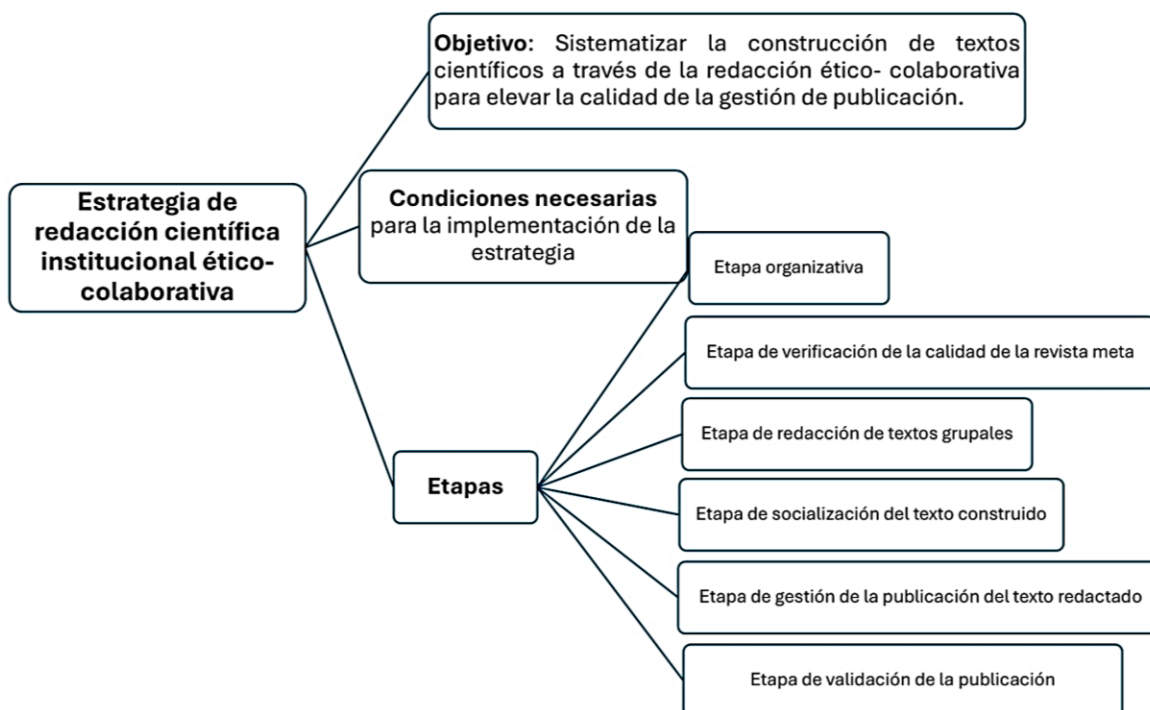 Objetivo: Sistematizar la construcción de textos
científicos a través de la redacción ético- colaborativa
para elevar la calidad de la gestión de publicación.
Estrategia de
redacción científica
institucional ético-
colaborativa
Condiciones necesarias
para la implementación de la
estrategia
Etapas
Etapa organizativa
Etapa de verificación de la calidad de la revista meta
Etapa de redacción de textos grupales
Etapa de socialización del texto construido
Etapa de gestión de la publicación del texto redactado
Etapa de validación de la publicación